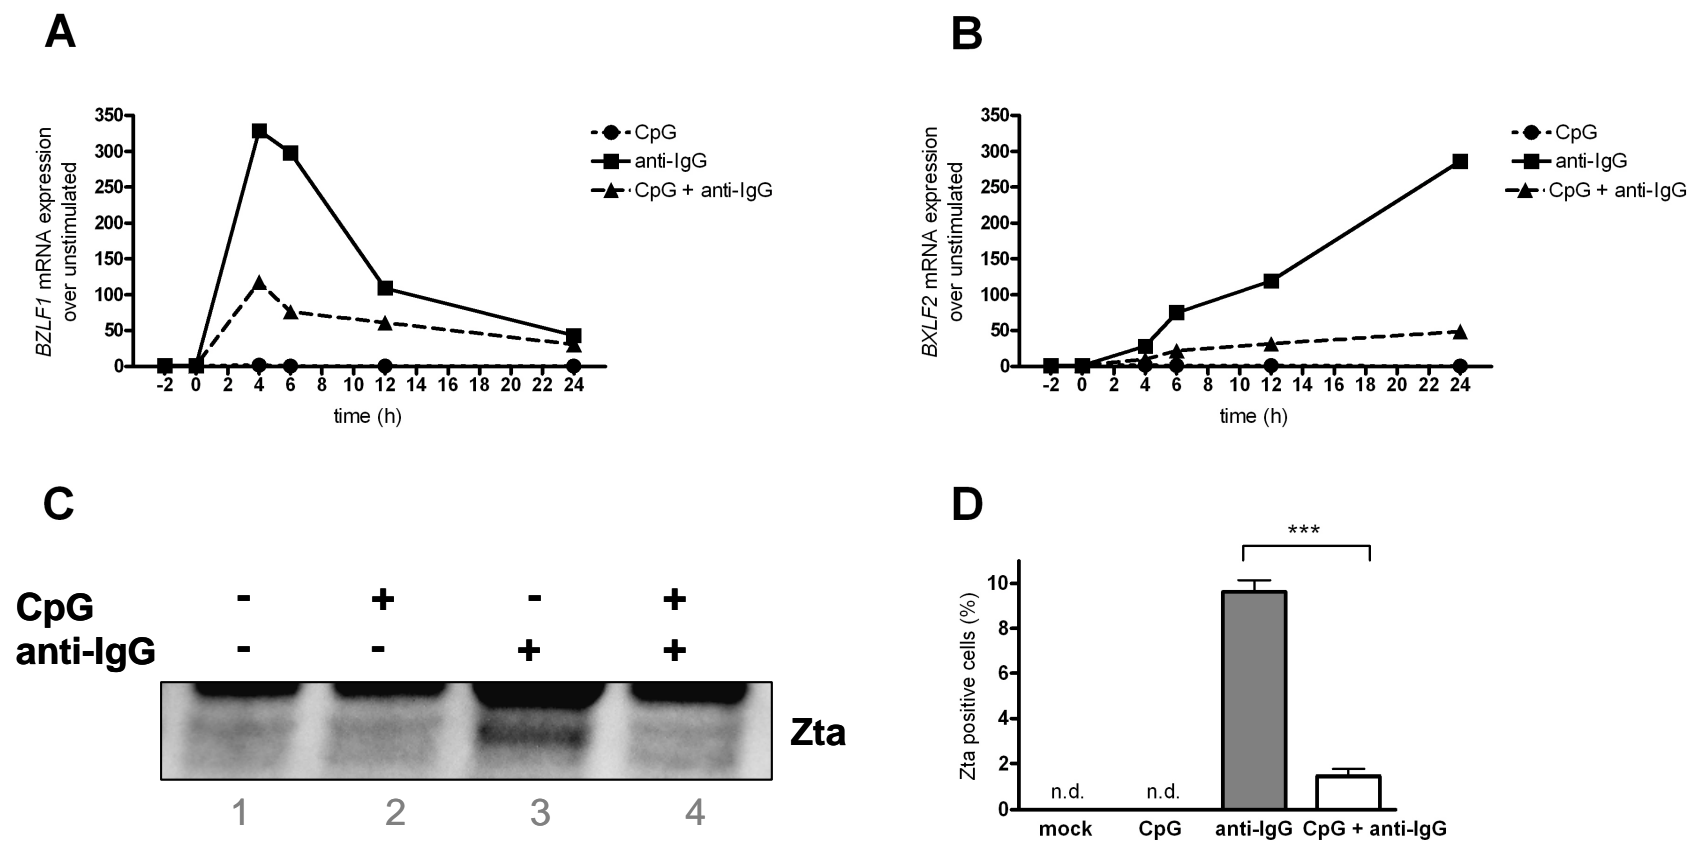 A
BZLF1 mRNA expression
over unstimulated
350
300
250
200
150
100
50
0
-2 0 2 4 6 8 10 12 14 16 18 20 22 24
time (h)
CpG
anti-IgG
CpG + anti-IgG
B
BXLF2 mRNA expression
over unstimulated
350
300
250
200
150
100
50
0
-2 0 2 4 6 8 10 12 14 16 18 20 22 24
time (h)
CpG
anti-IgG
CpG + anti-IgG
C
CpG - + - +
anti-IgG - - + +
Zta
1 2 3 4
D
Zta positive cells (%)
10
8
6
4
2
0
***
n.d. n.d.
mock CpG anti-IgG CpG + anti-IgG